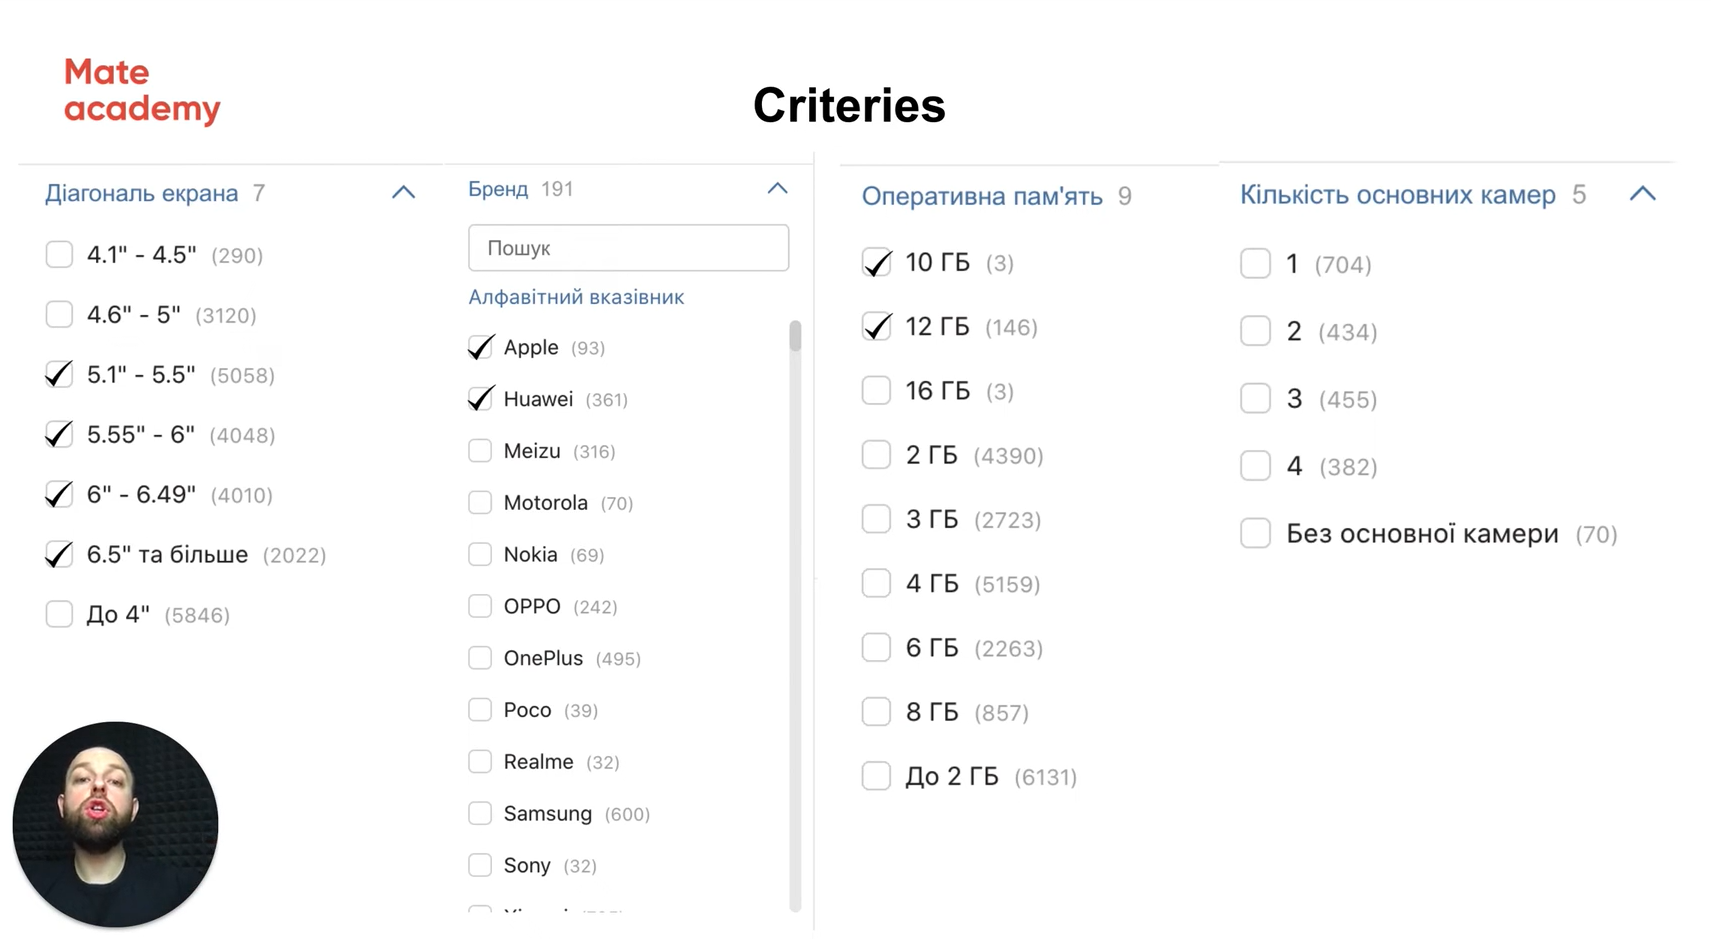 Mate
academy
Criteries
Діагональ екрана 7
4.1" - 4.5" (290)
4.6" - 5" (3120)
5.1" - 5.5" (5058)
5.55" - 6" (4048)
6" - 6.49" (4010)
6.5" та більше (2022)
До 4" (5846)
Бренд 191
Пошук
Алфавітний вказівник
Apple (93)
Huawei (361)
Meizu (316)
Motorola (70)
Nokia (69)
OPPO (242)
OnePlus (495)
Poco (39)
Realme (32)
Samsung (600)
Sony (32)
Оперативна пам'ять 9
10 ГБ (3)
12 ГБ (146)
16 ГБ (3)
2 ГБ (4390)
3 ГБ (2723)
4 ГБ (5159)
6 ГБ (2263)
8 ГБ (857)
До 2 ГБ (6131)
Кількість основних камер 5
1 (704)
2 (434)
3 (455)
4 (382)
Без основної камери (70)